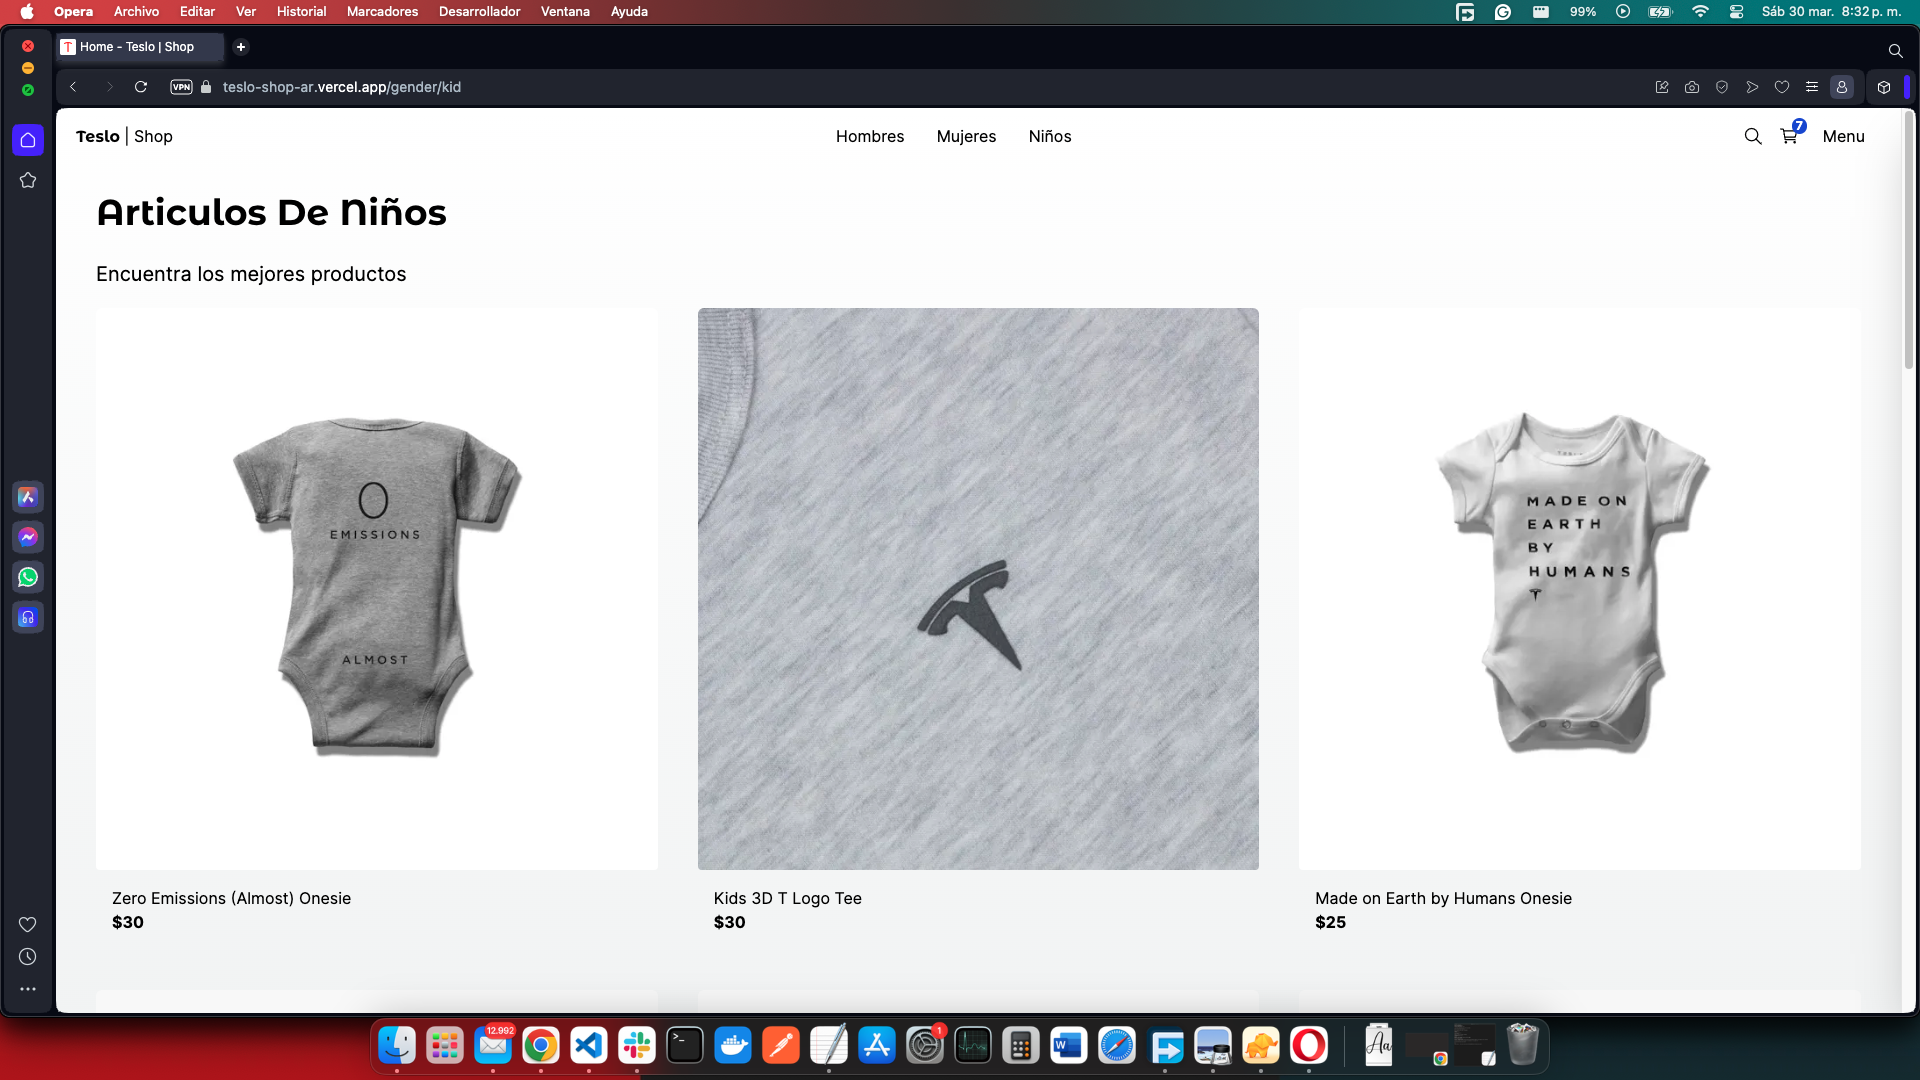 Opera Archivo Editar Ver Historial Marcadores Desarrollador Ventana Ayuda 99% Sáb 30 mar. 8:32 p. m.
Home - Teslo | Shop
VPN teslo-shop-ar.vercel.app/gender/kid
Teslo | Shop Hombres Mujeres Niños 7 Menu
Articulos De Niños
Encuentra los mejores productos
O
EMISSIONS
ALMOST
MADE ON
EARTH
BY
HUMANS
Zero Emissions (Almost) Onesie
$30
Kids 3D T Logo Tee
$30
Made on Earth by Humans Onesie
$25
12.992
1
W
Aa